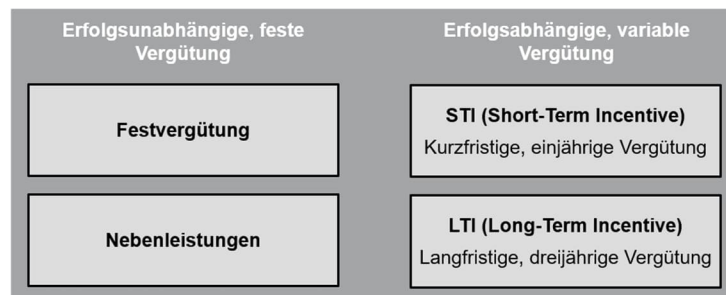 Erfolgsunabhängige, feste
Vergütung
Festvergütung
Nebenleistungen
Erfolgsabhängige, variable
Vergütung
STI (Short-Term Incentive)
Kurzfristige, einjährige Vergütung
LTI (Long-Term Incentive)
Langfristige, dreijährige Vergütung